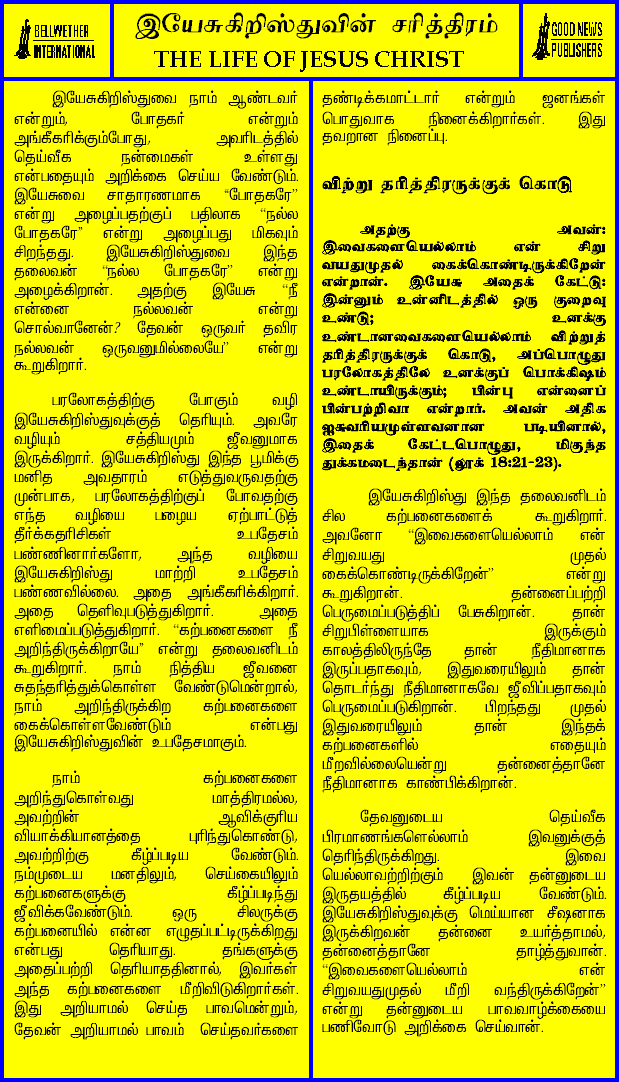 BELLWETHER
INTERNATIONAL
இயேசுகிறிஸ்துவின் சரித்திரம்
THE LIFE OF JESUS CHRIST
GOOD NEWS
PUBLISHERS
இயேசுகிறிஸ்துவை நாம் ஆண்டவர்
என்றும், போதகர் என்றும்
அங்கீகரிக்கும்போது, அவரிடத்தில்
தெய்வீக நன்மைகள் உள்ளது
என்பதையும் அறிக்கை செய்ய வேண்டும்.
இயேசுவை சாதாரணமாக “போதகரே”
என்று அழைப்பதற்குப் பதிலாக “நல்ல
போதகரே” என்று அழைப்பது மிகவும்
சிறந்தது. இயேசுகிறிஸ்துவை இந்த
தலைவன் “நல்ல போதகரே” என்று
அழைக்கிறான். அதற்கு இயேசு “நீ
என்னை நல்லவன் என்று
சொல்வானேன்? தேவன் ஒருவர் தவிர
நல்லவன் ஒருவனுமில்லையே” என்று
கூறுகிறார்.
பரலோகத்திற்கு போகும் வழி
இயேசுகிறிஸ்துவுக்குத் தெரியும். அவரே
வழியும் சத்தியமும் ஜீவனுமாக
இருக்கிறார். இயேசுகிறிஸ்து இந்த பூமிக்கு
மனித அவதாரம் எடுத்துவருவதற்கு
முன்பாக, பரலோகத்திற்குப் போவதற்கு
எந்த வழியை பழைய ஏற்பாட்டுத்
தீர்க்கதரிசிகள் உபதேசம்
பண்ணினார்களோ, அந்த வழியை
இயேசுகிறிஸ்து மாற்றி உபதேசம்
பண்ணவில்லை. அதை அங்கீகரிக்கிறார்.
அதை தெளிவுபடுத்துகிறார். அதை
எளிமைப்படுத்துகிறார். “கற்பனைகளை நீ
அறிந்திருக்கிறாயே” என்று தலைவனிடம்
கூறுகிறார். நாம் நித்திய ஜீவனை
சுதந்தரித்துக்கொள்ள வேண்டுமென்றால்,
நாம் அறிந்திருக்கிற கற்பனைகளை
கைக்கொள்ளவேண்டும் என்பது
இயேசுகிறிஸ்துவின் உபதேசமாகும்.
நாம் கற்பனைகளை
அறிந்துகொள்வது மாத்திரமல்ல,
அவற்றின் ஆவிக்குரிய
வியாக்கியானத்தை புரிந்துகொண்டு,
அவற்றிற்கு கீழ்ப்படிய வேண்டும்.
நம்முடைய மனதிலும், செய்கையிலும்
கற்பனைகளுக்கு கீழ்ப்படிந்து
ஜீவிக்கவேண்டும். ஒரு சிலருக்கு
கற்பனையில் என்ன எழுதப்பட்டிருக்கிறது
என்பது தெரியாது. தங்களுக்கு
அதைப்பற்றி தெரியாததினால், இவர்கள்
அந்த கற்பனைகளை மீறிவிடுகிறார்கள்.
இது அறியாமல் செய்த பாவமென்றும்,
தேவன் அறியாமல் பாவம் செய்தவர்களை
தண்டிக்கமாட்டார் என்றும் ஜனங்கள்
பொதுவாக நினைக்கிறார்கள். இது
தவறான நினைப்பு.
விற்று தரித்திரருக்குக் கொடு
அதற்கு அவன்:
இவைகளையெல்லாம் என் சிறு
வயதுமுதல் கைக்கொண்டிருக்கிறேன்
என்றான். இயேசு அதைக் கேட்டு:
இன்னும் உன்னிடத்தில் ஒரு குறைவு
உண்டு; உனக்கு
உண்டானவைகளையெல்லாம் விற்றுத்
தரித்திரருக்குக் கொடு, அப்பொழுது
பரலோகத்திலே உனக்குப் பொக்கிஷம்
உண்டாயிருக்கும்; பின்பு என்னைப்
பின்பற்றிவா என்றார். அவன் அதிக
ஐசுவரியமுள்ளவனான படியினால்,
இதைக் கேட்டபொழுது, மிகுந்த
துக்கமடைந்தான் (லூக் 18:21-23).
இயேசுகிறிஸ்து இந்த தலைவனிடம்
சில கற்பனைகளைக் கூறுகிறார்.
அவனோ “இவைகளையெல்லாம் என்
சிறுவயது முதல்
கைக்கொண்டிருக்கிறேன்” என்று
கூறுகிறான். தன்னைப்பற்றி
பெருமைப்படுத்திப் பேசுகிறான். தான்
சிறுபிள்ளையாக இருக்கும்
காலத்திலிருந்தே தான் நீதிமானாக
இருப்பதாகவும், இதுவரையிலும் தான்
தொடர்ந்து நீதிமானாகவே ஜீவிப்பதாகவும்
பெருமைப்படுகிறான். பிறந்தது முதல்
இதுவரையிலும் தான் இந்தக்
கற்பனைகளில் எதையும்
மீறவில்லையென்று தன்னைத்தானே
நீதிமானாக காண்பிக்கிறான்.
தேவனுடைய தெய்வீக
பிரமாணங்களெல்லாம் இவனுக்குத்
தெரிந்திருக்கிறது. இவை
யெல்லாவற்றிற்கும் இவன் தன்னுடைய
இருதயத்தில் கீழ்ப்படிய வேண்டும்.
இயேசுகிறிஸ்துவுக்கு மெய்யான சீஷனாக
இருக்கிறவன் தன்னை உயர்த்தாமல்,
தன்னைத்தானே தாழ்த்துவான்.
“இவைகளையெல்லாம் என்
சிறுவயதுமுதல் மீறி வந்திருக்கிறேன்”
என்று தன்னுடைய பாவவாழ்க்கையை
பணிவோடு அறிக்கை செய்வான்.